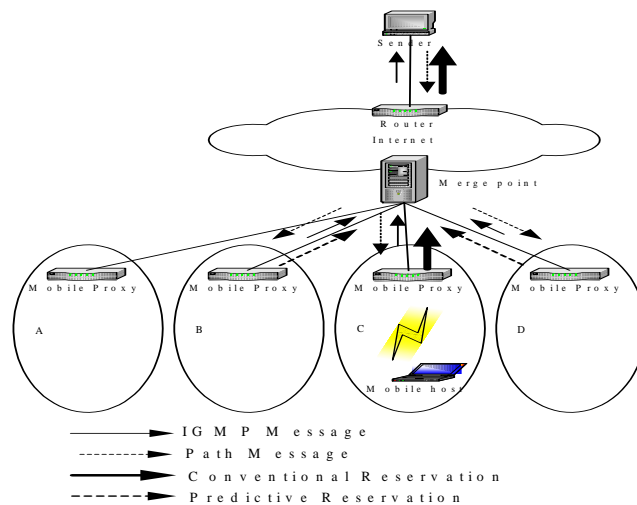 Sender
Router
Internet
Merge point
Mobile Proxy
Mobile Proxy
Mobile Proxy
Mobile Proxy
A
B
C
D
Mobile host
IGMP Message
Path Message
Conventional Reservation
Predictive Reservation